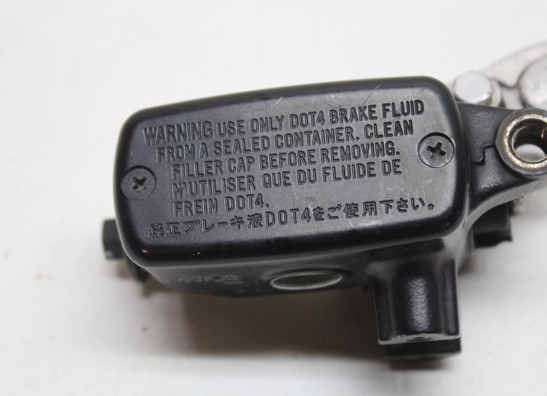 WARNING USE ONLY DOT4 BRAKE FLUID
FROM A SEALED CONTAINER. CLEAN
FILLER CAP BEFORE REMOVING.
N'UTILISER QUE DU FLUIDE DE
FREIN DOT4.
純正ブレーキ液DOT4をご使用下さい。